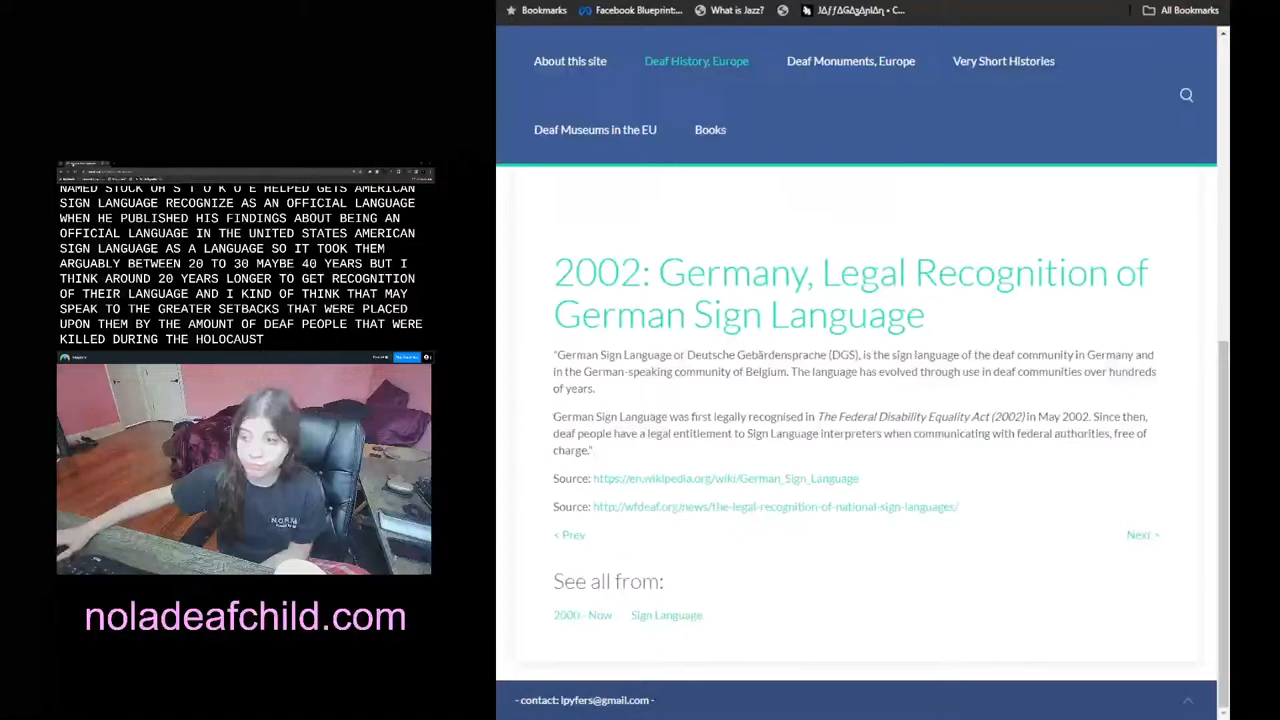 Bookmarks
Facebook Blueprint:...
What is Jazz?
All Bookmarks
About this site
Deaf History, Europe
Deaf Monuments, Europe
Very Short Histories
Deaf Museums in the EU
Books
NAMED STUCK UH S T O K O E HELPED GETS AMERICAN
SIGN LANGUAGE RECOGNIZE AS AN OFFICIAL LANGUAGE
WHEN HE PUBLISHED HIS FINDINGS ABOUT BEING AN
OFFICIAL LANGUAGE IN THE UNITED STATES AMERICAN
SIGN LANGUAGE AS A LANGUAGE SO IT TOOK THEM
ARGUABLY BETWEEN 20 TO 30 MAYBE 40 YEARS BUT I
THINK AROUND 20 YEARS LONGER TO GET RECOGNITION
OF THEIR LANGUAGE AND I KIND OF THINK THAT MAY
SPEAK TO THE GREATER SETBACKS THAT WERE PLACED
UPON THEM BY THE AMOUNT OF DEAF PEOPLE THAT WERE
KILLED DURING THE HOLOCAUST
NORM
noladeafchild.com
2002: Germany, Legal Recognition of
German Sign Language
"German Sign Language or Deutsche Gebärdensprache (DGS), is the sign language of the deaf community in Germany and
in the German-speaking community of Belgium. The language has evolved through use in deaf communities over hundreds
of years.
German Sign Language was first legally recognised in The Federal Disability Equality Act (2002) in May 2002. Since then,
deaf people have a legal entitlement to Sign Language interpreters when communicating with federal authorities, free of
charge."
Source: https://en.wikipedia.org/wiki/German_Sign_Language
Source: http://wfdeaf.org/news/the-legal-recognition-of-national-sign-languages/
< Prev
Next >
See all from:
2000 - Now
Sign Language
- contact: lpyfers@gmail.com -